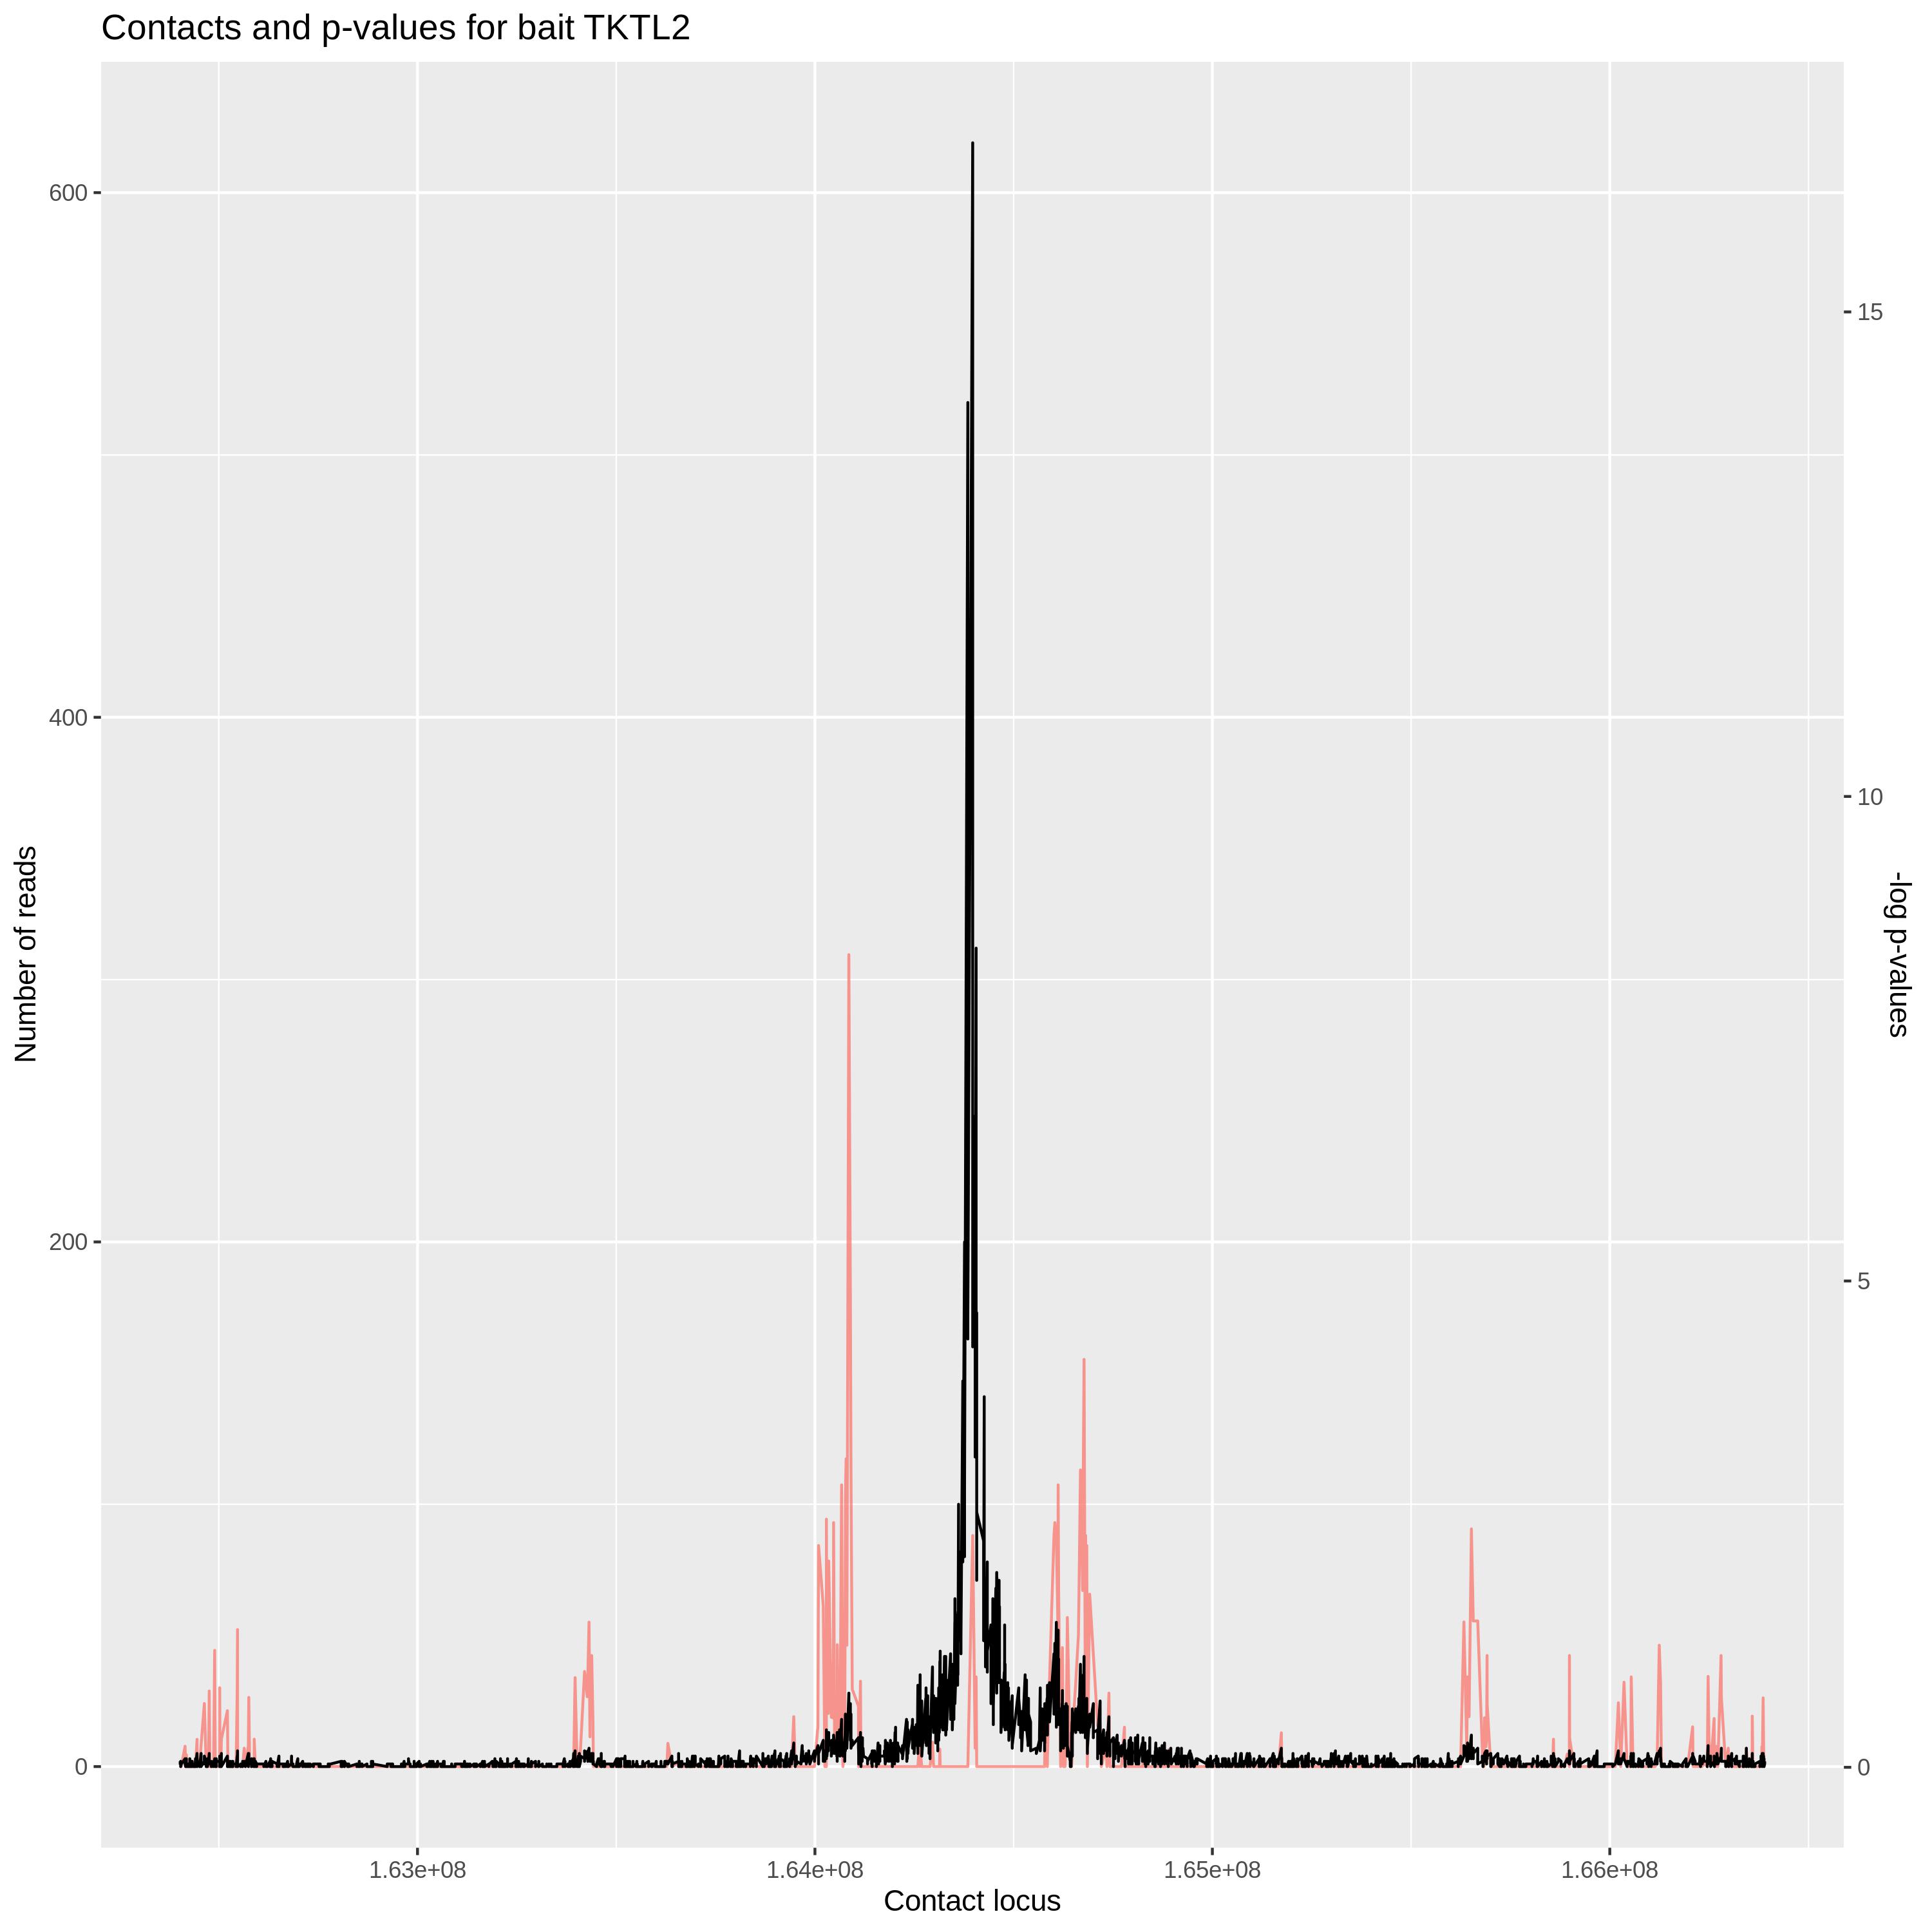 Contacts and p-values for bait TKTL2
600
400
200
0
Number of reads
15
10
5
0
-log p-values
1.63e+08
1.64e+08
1.65e+08
1.66e+08
Contact locus